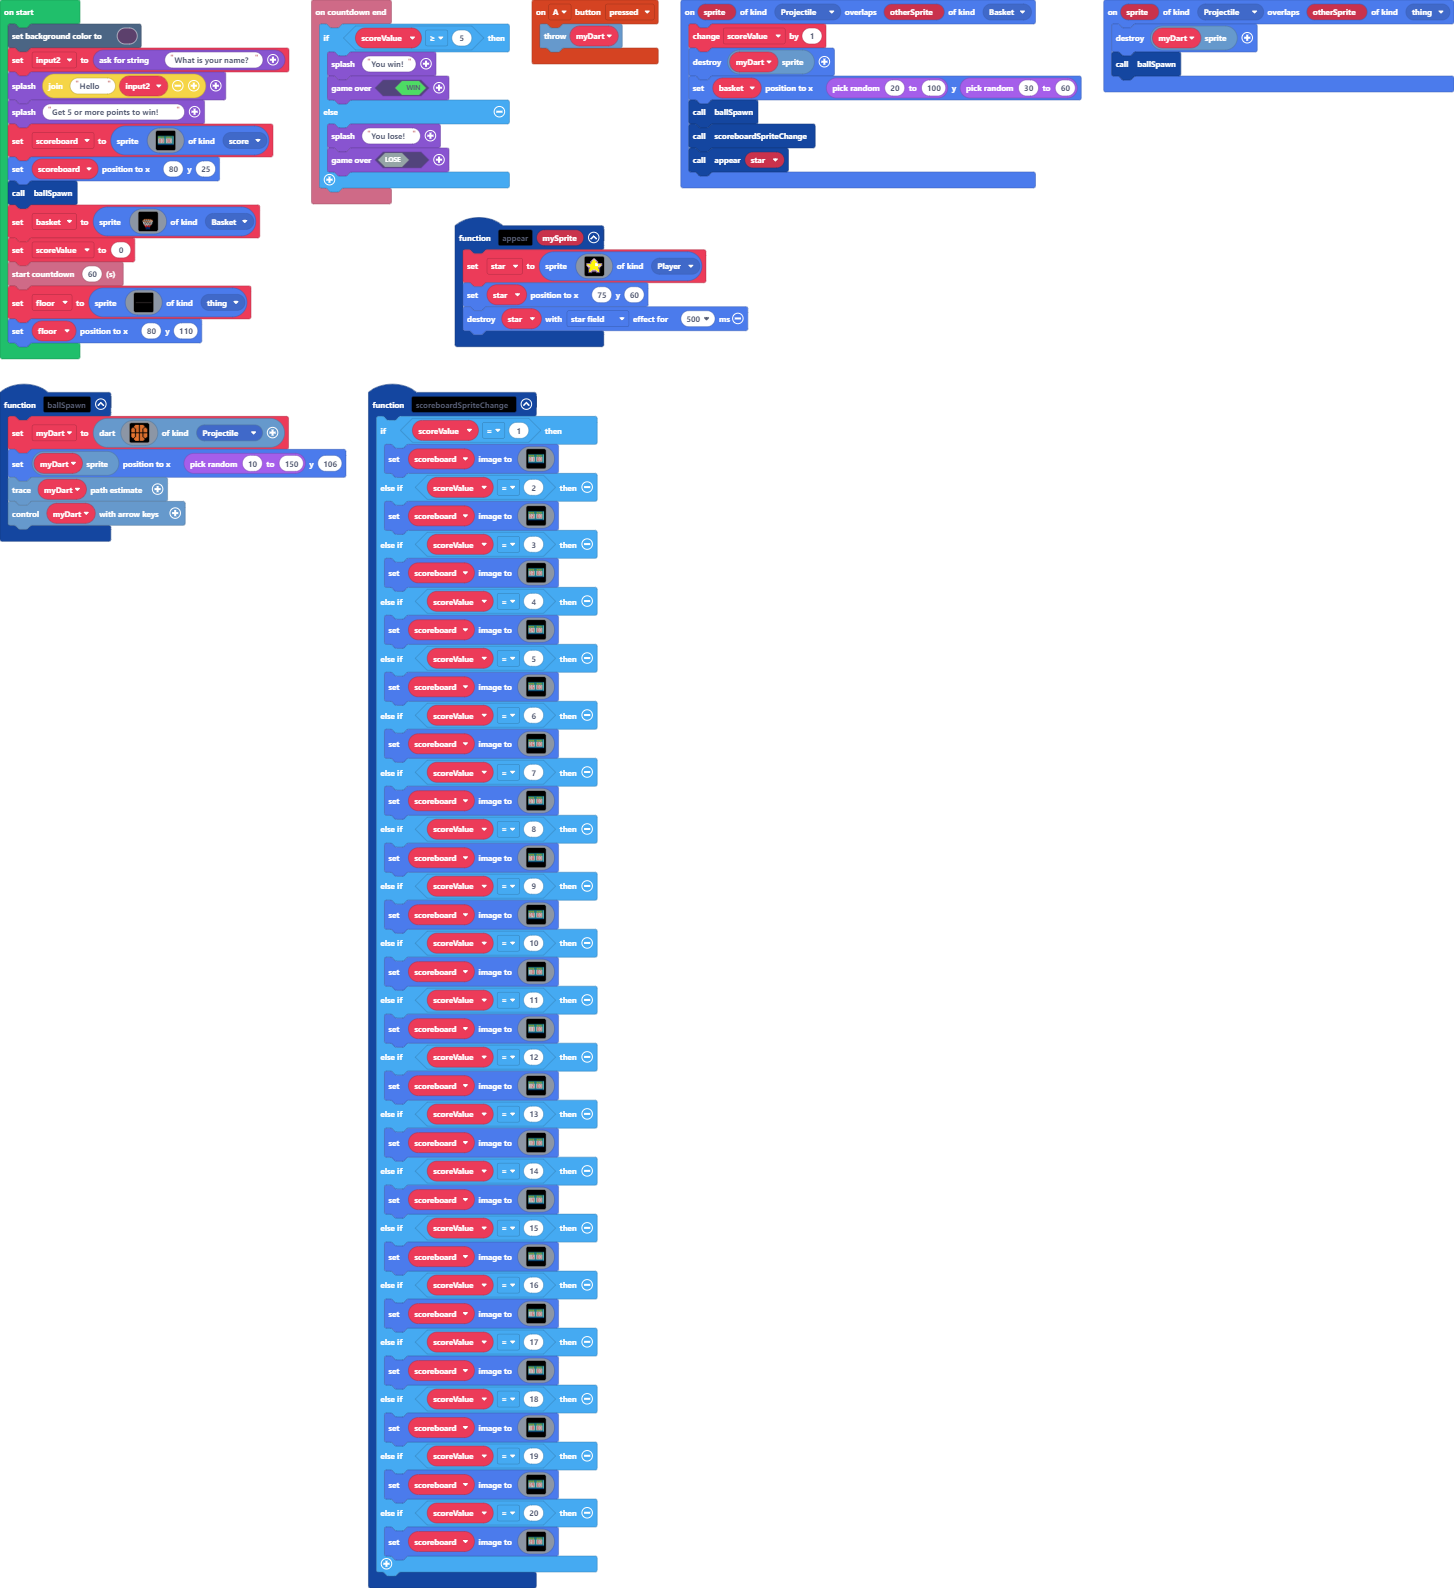 on start
set background color to
set input2 to ask for string "What is your name?"
splash join "Hello " input2
splash "Get 5 or more points to win!"
set scoreboard to sprite of kind score
set scoreboard position to x 80 y 25
call ballSpawn
set basket to sprite of kind Basket
set scoreValue to 0
start countdown 60 (s)
set floor to sprite of kind thing
set floor position to x 80 y 110
on countdown end
if scoreValue ≥ 5 then
splash "You win!"
game over WIN
else
splash "You lose!"
game over LOSE
on A button pressed
throw myDart
on sprite of kind Projectile overlaps otherSprite of kind Basket
change scoreValue by 1
destroy myDart sprite
set basket position to x pick random 20 to 100 y pick random 30 to 60
call ballSpawn
call scoreboardSpriteChange
call appear star
on sprite of kind Projectile overlaps otherSprite of kind thing
destroy myDart sprite
call ballSpawn
function appear mySprite
set star to sprite of kind Player
set star position to x 75 y 60
destroy star with star field effect for 500 ms
function ballSpawn
set myDart to dart of kind Projectile
set myDart sprite position to x pick random 10 to 150 y 106
trace myDart path estimate
control myDart with arrow keys
function scoreboardSpriteChange
if scoreValue = 1 then
set scoreboard image to
else if scoreValue = 2 then
set scoreboard image to
else if scoreValue = 3 then
set scoreboard image to
else if scoreValue = 4 then
set scoreboard image to
else if scoreValue = 5 then
set scoreboard image to
else if scoreValue = 6 then
set scoreboard image to
else if scoreValue = 7 then
set scoreboard image to
else if scoreValue = 8 then
set scoreboard image to
else if scoreValue = 9 then
set scoreboard image to
else if scoreValue = 10 then
set scoreboard image to
else if scoreValue = 11 then
set scoreboard image to
else if scoreValue = 12 then
set scoreboard image to
else if scoreValue = 13 then
set scoreboard image to
else if scoreValue = 14 then
set scoreboard image to
else if scoreValue = 15 then
set scoreboard image to
else if scoreValue = 16 then
set scoreboard image to
else if scoreValue = 17 then
set scoreboard image to
else if scoreValue = 18 then
set scoreboard image to
else if scoreValue = 19 then
set scoreboard image to
else if scoreValue = 20 then
set scoreboard image to